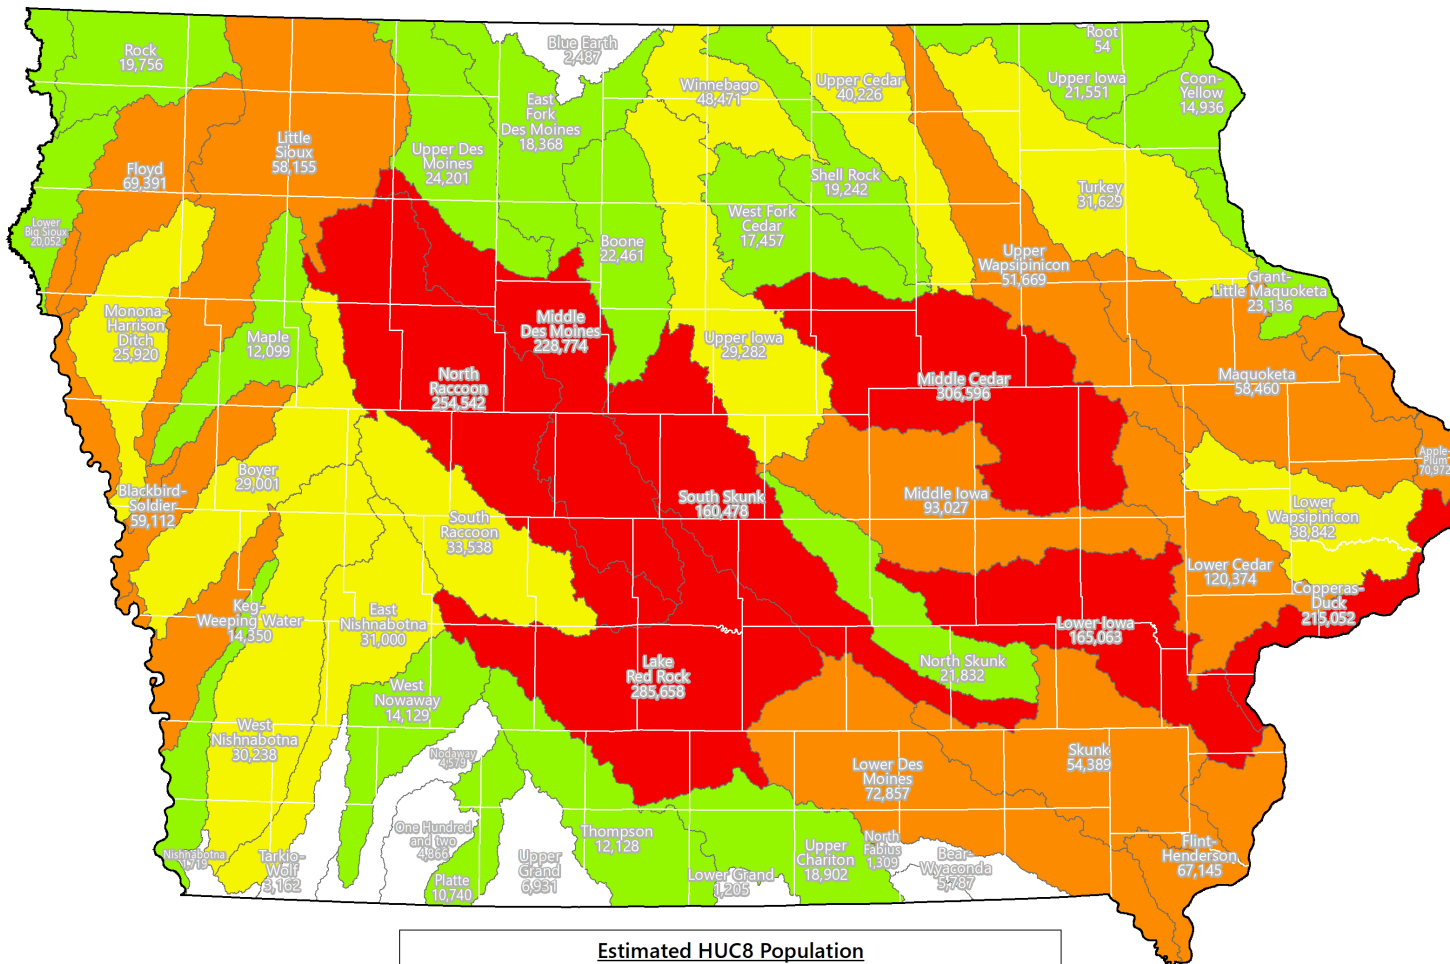 Rock
19,756
Blue Earth
2,487
Root
54
Winnebago
48,471
Upper Cedar
40,226
Upper Iowa
21,551
Coon-
Yellow
14,936
East
Fork
Des Moines
18,368
Little
Sioux
58,155
Upper Des
Moines
24,201
Floyd
69,391
Shell Rock
19,242
Turkey
31,629
Lower
Big Sioux
20,052
West Fork
Cedar
17,457
Boone
22,461
Upper
Wapsipinicon
51,669
Grant-
Little Maquoketa
23,136
Monona-
Harrison
Ditch
25,920
Maple
12,099
Middle
Des Moines
228,774
Upper Iowa
29,282
North
Raccoon
254,542
Middle Cedar
306,596
Maquoketa
58,460
Apple-
Plum
70,972
Boyer
29,001
Blackbird-
Soldier
59,112
South Skunk
160,478
Middle Iowa
93,027
Lower
Wapsipinicon
38,842
South
Raccoon
33,538
Lower Cedar
120,374
Copperas-
Duck
215,052
Keg-
Weeping Water
14,350
East
Nishnabotna
31,000
Lower Iowa
165,063
Lake
Red Rock
285,658
North Skunk
21,832
West
Nowaway
14,129
West
Nishnabotna
30,238
Nodaway
4,579
Skunk
54,389
Lower Des
Moines
72,857
One Hundred
and two
4,866
Thompson
12,128
North
Fabius
1,309
Upper
Chariton
18,902
Flint-
Henderson
67,145
Nishnabotna
1,719
Tarkio-
Wolf
3,162
Upper
Grand
6,931
Bear-
Wyaconda
5,787
Platte
10,740
Lower Grand
1,205
Estimated HUC8 Population